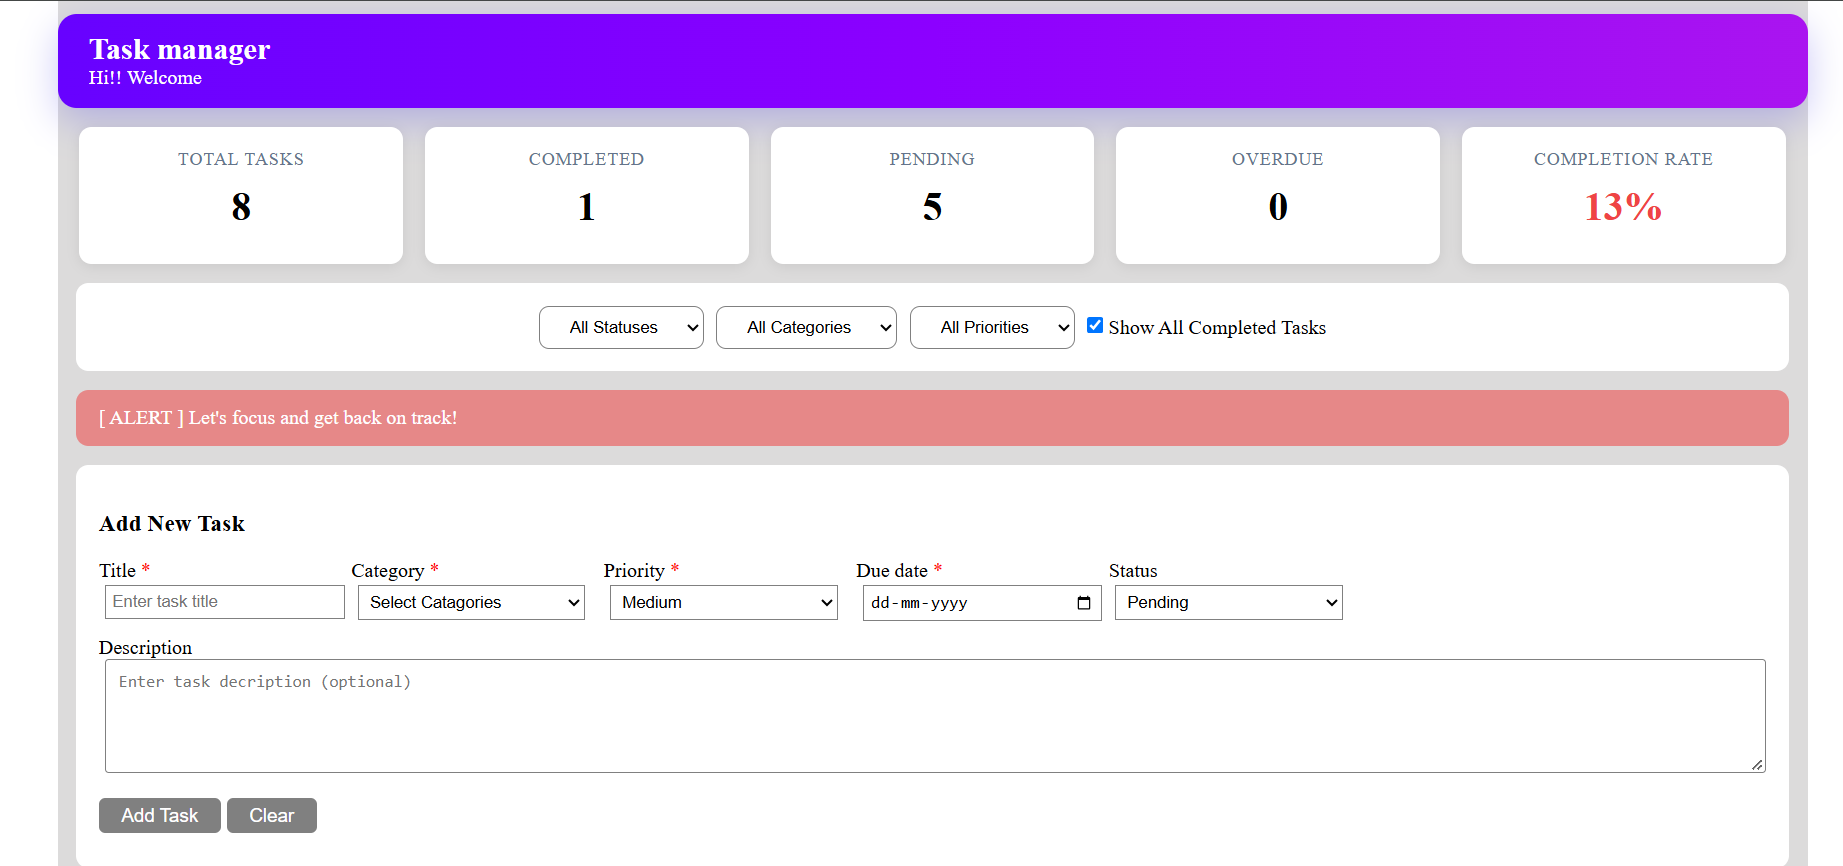 Task manager
Hi!! Welcome
TOTAL TASKS
8
COMPLETED
1
PENDING
5
OVERDUE
0
COMPLETION RATE
13%
All Statuses
All Categories
All Priorities
Show All Completed Tasks
[ ALERT ] Let's focus and get back on track!
Add New Task
Title *
Enter task title
Category *
Select Catagories
Priority *
Medium
Due date *
dd-mm-yyyy
Status
Pending
Description
Enter task decription (optional)
Add Task
Clear